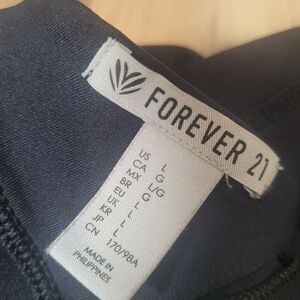 FOREVER 21
US L
CA G
MX L/G
BR G
EU L
UK L
KR L
JP L
CN 170/98A
MADE IN
PHILIPPINES